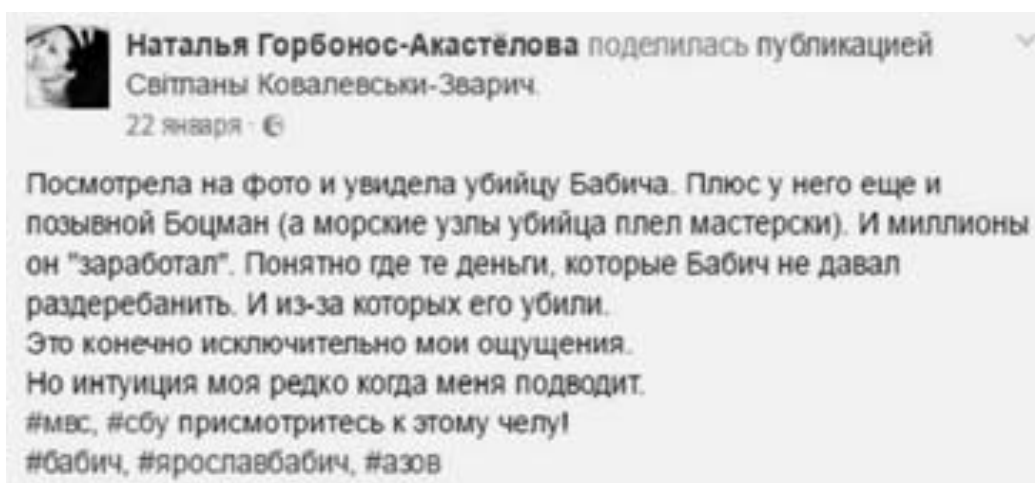 Наталья Горбонос-Акастёлова поделилась публикацией
Світланы Ковалевськи-Зварич.
22 января ·
Посмотрела на фото и увидела убийцу Бабича. Плюс у него еще и
позывной Боцман (а морские узлы убийца плел мастерски). И миллионы
он "заработал". Понятно где те деньги, которые Бабич не давал
раздеребанить. И из-за которых его убили.
Это конечно исключительно мои ощущения.
Но интуиция моя редко когда меня подводит.
#мвс, #сбу присмотритесь к этому челу!
#бабич, #ярославбабич, #азов